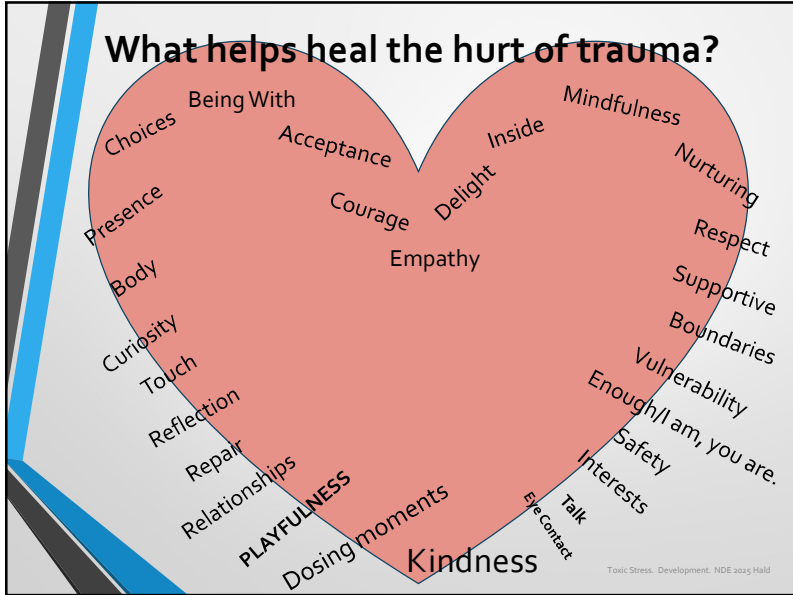 What helps heal the hurt of trauma?
Being With
Mindfulness
Choices
Acceptance
Inside
Nurturing
Presence
Courage
Delight
Respect
Empathy
Body
Supportive
Boundaries
Curiosity
Vulnerability
Touch
Enough/I am, you are.
Reflection
Safety
Repair
Interests
Relationships
PLAYFULNESS
Talk
Eye Contact
Dosing moments
Kindness
Toxic Stress. Development. NDE 2025 Hald